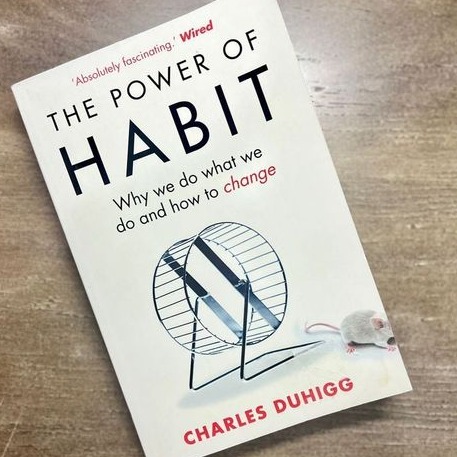 'Absolutely fascinating.' Wired
THE POWER OF
HABIT
Why we do what we
do and how to change
CHARLES DUHIGG